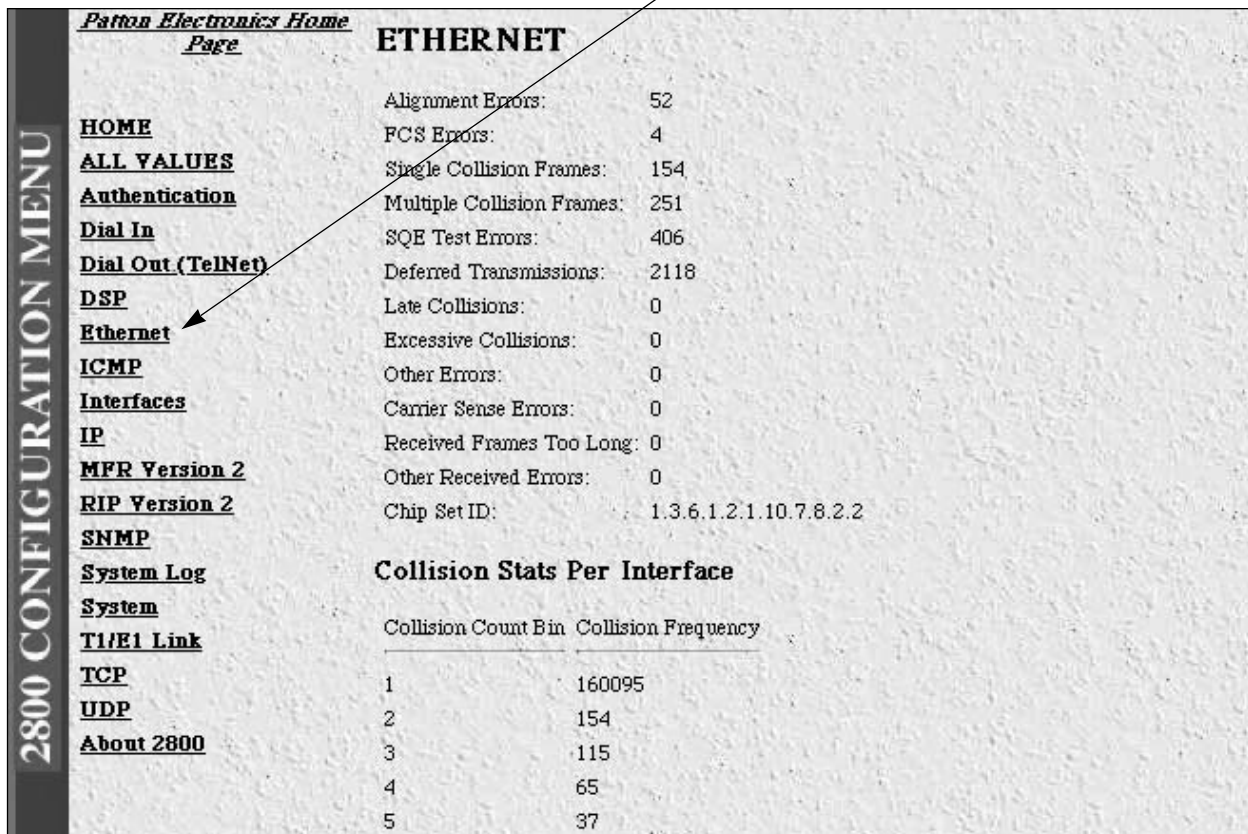 2800 CONFIGURATION MENU
Patton Electronics Home
Page
HOME
ALL VALUES
Authentication
Dial In
Dial Out (TelNet)
DSP
Ethernet
ICMP
Interfaces
IP
MFR Version 2
RIP Version 2
SNMP
System Log
System
T1/E1 Link
TCP
UDP
About 2800
ETHERNET
Alignment Errors: 52
FCS Errors: 4
Single Collision Frames: 154
Multiple Collision Frames: 251
SQE Test Errors: 406
Deferred Transmissions: 2118
Late Collisions: 0
Excessive Collisions: 0
Other Errors: 0
Carrier Sense Errors: 0
Received Frames Too Long: 0
Other Received Errors: 0
Chip Set ID: 1.3.6.1.2.1.10.7.8.2.2
Collision Stats Per Interface
Collision Count Bin Collision Frequency
1 160095
2 154
3 115
4 65
5 37